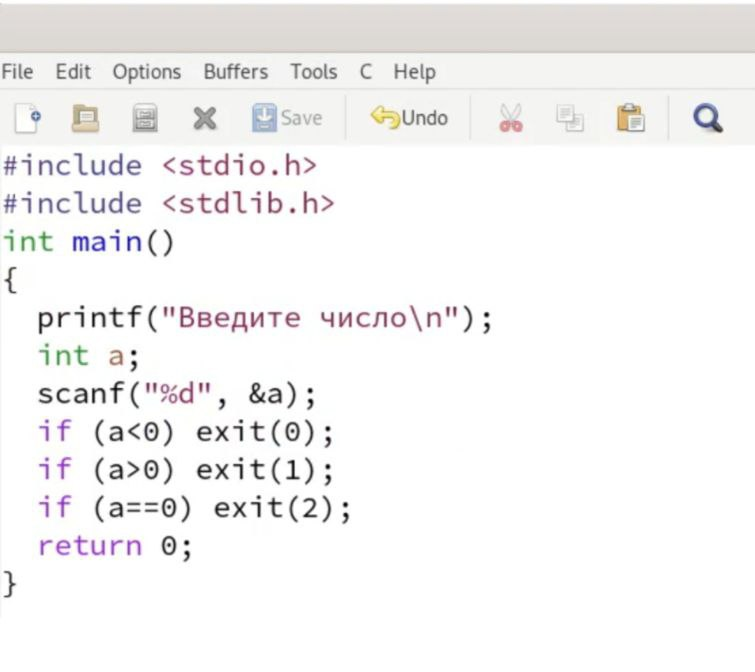 File Edit Options Buffers Tools C Help
Save Undo
#include <stdio.h>
#include <stdlib.h>
int main()
{
  printf("Введите число\n");
  int a;
  scanf("%d", &a);
  if (a<0) exit(0);
  if (a>0) exit(1);
  if (a==0) exit(2);
  return 0;
}